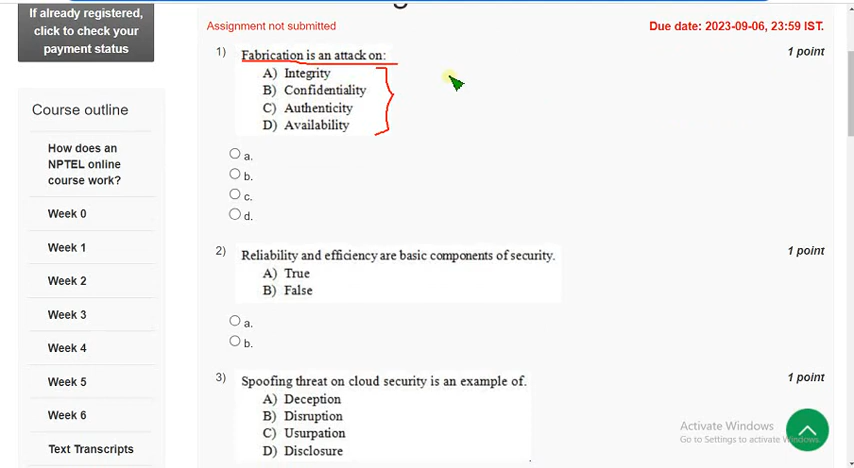 If already registered,
click to check your
payment status
Assignment not submitted
Due date: 2023-09-06, 23:59 IST.
1) Fabrication is an attack on:
1 point
A) Integrity
B) Confidentiality
C) Authenticity
D) Availability
a.
b.
c.
d.
Course outline
How does an
NPTEL online
course work?
Week 0
Week 1
Week 2
Week 3
Week 4
Week 5
Week 6
Text Transcripts
2) Reliability and efficiency are basic components of security.
1 point
A) True
B) False
a.
b.
3) Spoofing threat on cloud security is an example of.
1 point
A) Deception
B) Disruption
C) Usurpation
D) Disclosure
Activate Windows
Go to Settings to activate Windows.